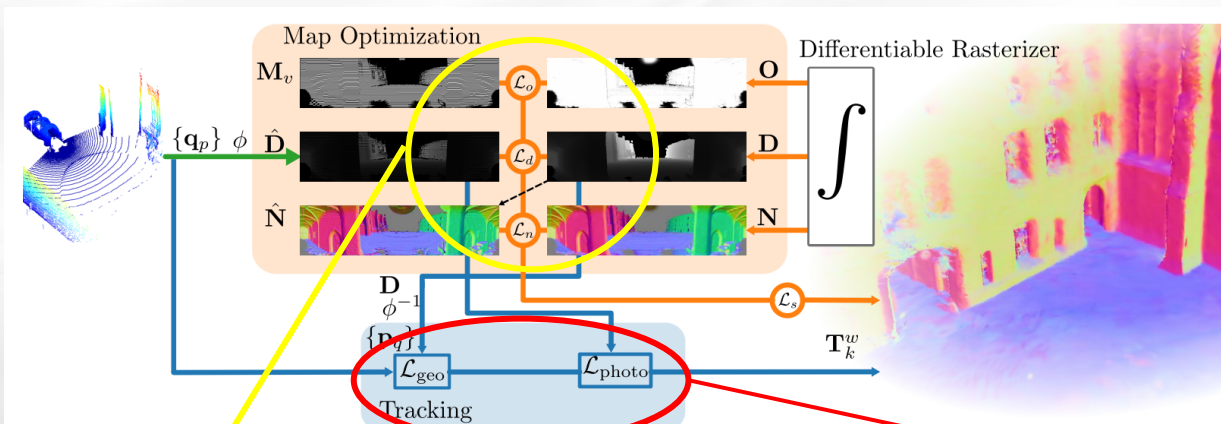 Map Optimization
Differentiable Rasterizer
M_v
L_o
O
{q_p} ϕ
D̂
L_d
D
∫
N̂
L_n
N
D
ϕ⁻¹
L_s
{p_q}
T_k^w
L_geo
L_photo
Tracking